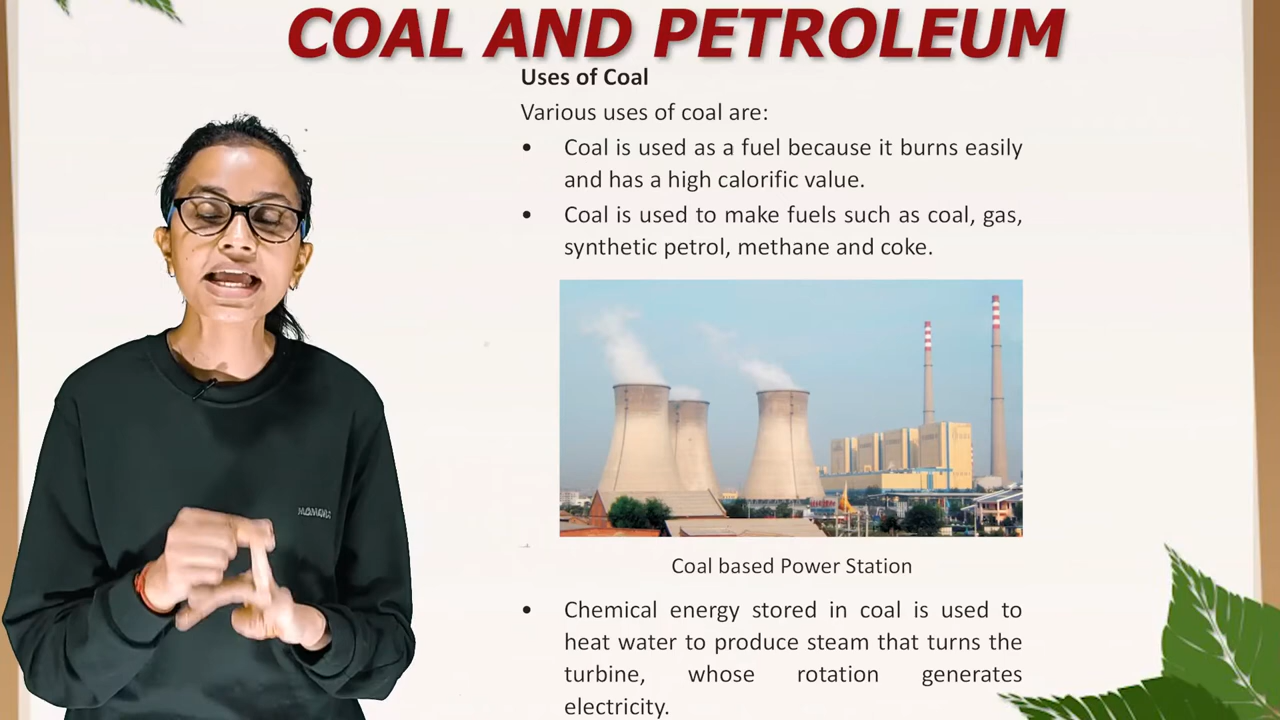 COAL AND PETROLEUM
Uses of Coal
Various uses of coal are:
• Coal is used as a fuel because it burns easily
and has a high calorific value.
• Coal is used to make fuels such as coal, gas,
synthetic petrol, methane and coke.
Coal based Power Station
• Chemical energy stored in coal is used to
heat water to produce steam that turns the
turbine, whose rotation generates
electricity.